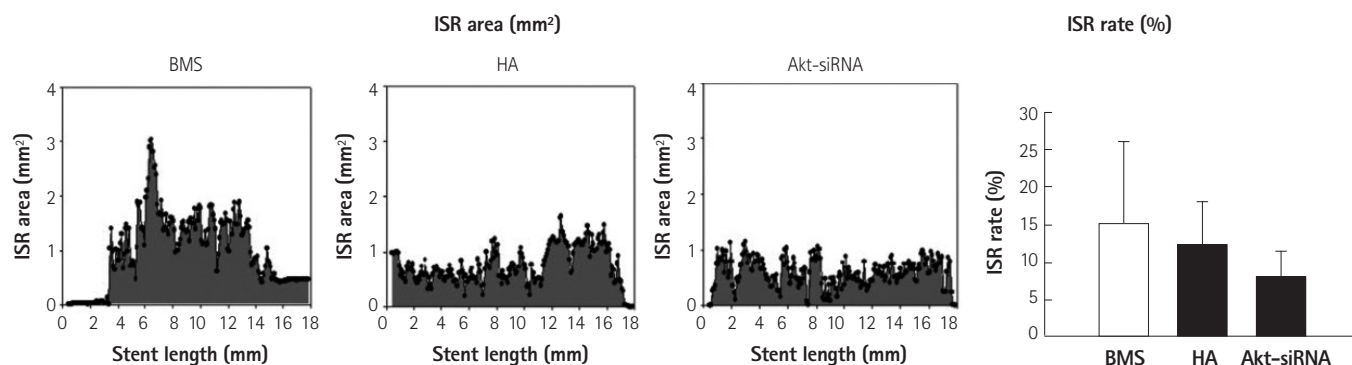 ISR area (mm²)
ISR rate (%)
BMS
HA
Akt-siRNA
ISR area (mm²)
4
3
2
1
0
0 2 4 6 8 10 12 14 16 18
Stent length (mm)
ISR area (mm²)
4
3
2
1
0
0 2 4 6 8 10 12 14 16 18
Stent length (mm)
ISR area (mm²)
4
3
2
1
0
0 2 4 6 8 10 12 14 16 18
Stent length (mm)
ISR rate (%)
30
25
20
15
10
5
0
BMS HA Akt-siRNA